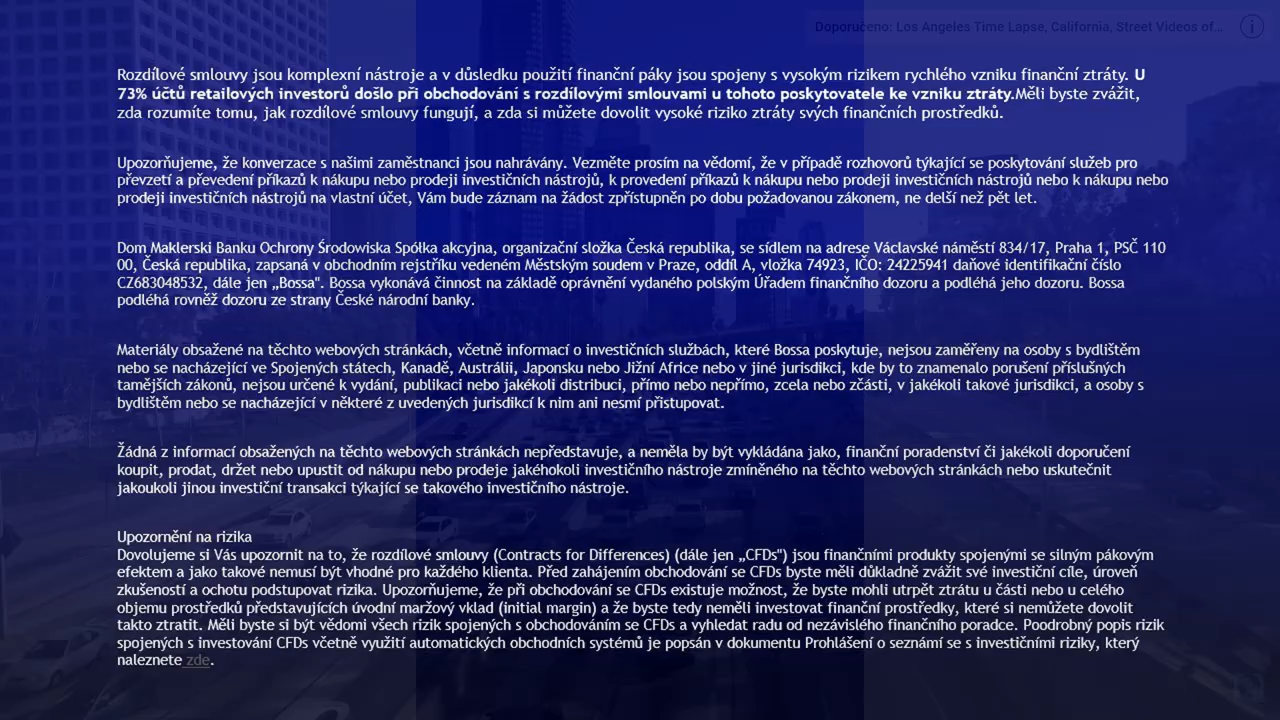 Doporučeno: Los Angeles Time Lapse, California, Street Videos of...
Rozdílové smlouvy jsou komplexní nástroje a v důsledku použití finanční páky jsou spojeny s vysokým rizikem rychlého vzniku finanční ztráty. U
73% účtů retailových investorů došlo při obchodování s rozdílovými smlouvami u tohoto poskytovatele ke vzniku ztráty.Měli byste zvážit,
zda rozumíte tomu, jak rozdílové smlouvy fungují, a zda si můžete dovolit vysoké riziko ztráty svých finančních prostředků.
Upozorňujeme, že konverzace s našimi zaměstnanci jsou nahrávány. Vezměte prosím na vědomí, že v případě rozhovorů týkající se poskytování služeb pro
převzetí a převedení příkazů k nákupu nebo prodeji investičních nástrojů, k provedení příkazů k nákupu nebo prodeji investičních nástrojů nebo k nákupu nebo
prodeji investičních nástrojů na vlastní účet, Vám bude záznam na žádost zpřístupněn po dobu požadovanou zákonem, ne delší než pět let.
Dom Maklerski Banku Ochrony Środowiska Spółka akcyjna, organizační složka Česká republika, se sídlem na adrese Václavské náměstí 834/17, Praha 1, PSČ 110
00, Česká republika, zapsaná v obchodním rejstříku vedeném Městským soudem v Praze, oddíl A, vložka 74923, IČO: 24225941 daňové identifikační číslo
CZ683048532, dále jen „Bossa". Bossa vykonává činnost na základě oprávnění vydaného polským Úřadem finančního dozoru a podléhá jeho dozoru. Bossa
podléhá rovněž dozoru ze strany České národní banky.
Materiály obsažené na těchto webových stránkách, včetně informací o investičních službách, které Bossa poskytuje, nejsou zaměřeny na osoby s bydlištěm
nebo se nacházející ve Spojených státech, Kanadě, Austrálii, Japonsku nebo Jižní Africe nebo v jiné jurisdikci, kde by to znamenalo porušení příslušných
tamějších zákonů, nejsou určené k vydání, publikaci nebo jakékoli distribuci, přímo nebo nepřímo, zcela nebo zčásti, v jakékoli takové jurisdikci, a osoby s
bydlištěm nebo se nacházející v některé z uvedených jurisdikcí k nim ani nesmí přistupovat.
Žádná z informací obsažených na těchto webových stránkách nepředstavuje, a neměla by být vykládána jako, finanční poradenství či jakékoli doporučení
koupit, prodat, držet nebo upustit od nákupu nebo prodeje jakéhokoli investičního nástroje zmíněného na těchto webových stránkách nebo uskutečnit
jakoukoli jinou investiční transakci týkající se takového investičního nástroje.
Upozornění na rizika
Dovolujeme si Vás upozornit na to, že rozdílové smlouvy (Contracts for Differences) (dále jen „CFDs") jsou finančními produkty spojenými se silným pákovým
efektem a jako takové nemusí být vhodné pro každého klienta. Před zahájením obchodování se CFDs byste měli důkladně zvážit své investiční cíle, úroveň
zkušeností a ochotu podstupovat rizika. Upozorňujeme, že při obchodování se CFDs existuje možnost, že byste mohli utrpět ztrátu u části nebo u celého
objemu prostředků představujících úvodní maržový vklad (initial margin) a že byste tedy neměli investovat finanční prostředky, které si nemůžete dovolit
takto ztratit. Měli byste si být vědomi všech rizik spojených s obchodováním se CFDs a vyhledat radu od nezávislého finančního poradce. Poodrobný popis rizik
spojených s investování CFDs včetně využití automatických obchodních systémů je popsán v dokumentu Prohlášení o seznámí se s investičními riziky, který
naleznete zde.